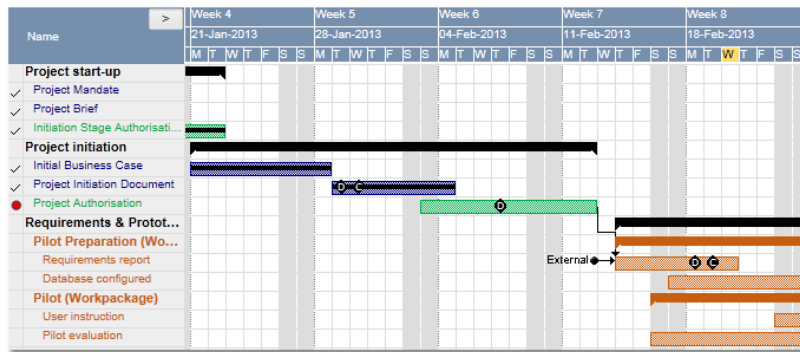 >
Week 4 Week 5 Week 6 Week 7 Week 8
Name
21-Jan-2013 28-Jan-2013 04-Feb-2013 11-Feb-2013 18-Feb-2013
M T W T F S S M T W T F S S M T W T F S S M T W T F S S M T W T F S S
Project start-up
Project Mandate
Project Brief
Initiation Stage Authorisati...
Project initiation
Initial Business Case
Project Initiation Document D C
Project Authorisation D
Requirements & Protot...
Pilot Preparation (Wo...
Requirements report External D C
Database configured
Pilot (Workpackage)
User instruction
Pilot evaluation